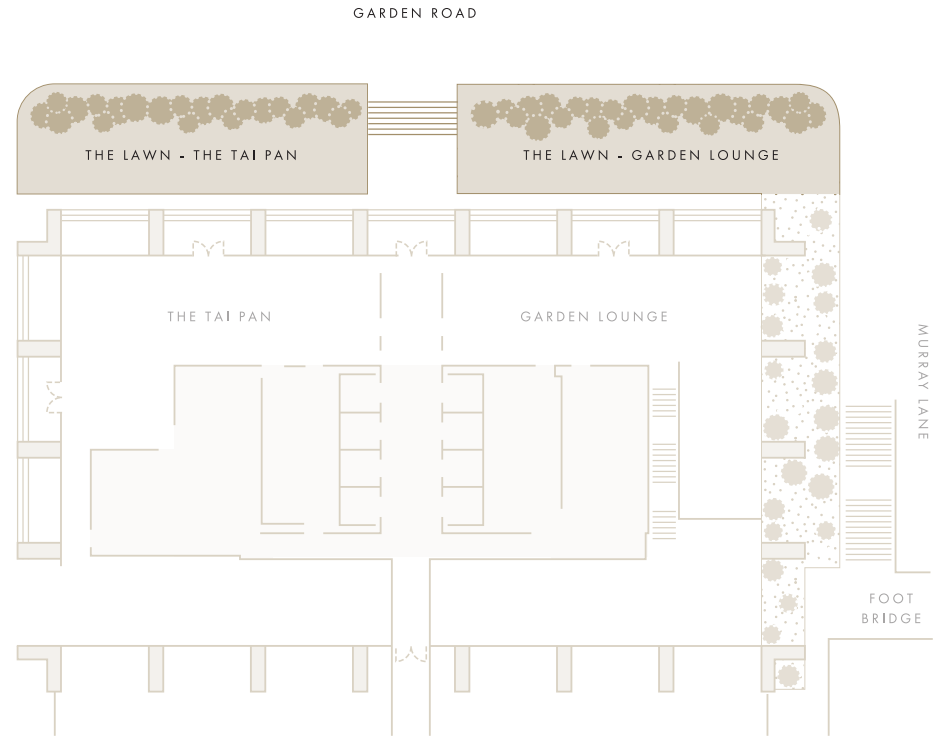 GARDEN ROAD
THE LAWN - THE TAI PAN
THE LAWN - GARDEN LOUNGE
THE TAI PAN
GARDEN LOUNGE
MURRAY LANE
FOOT
BRIDGE